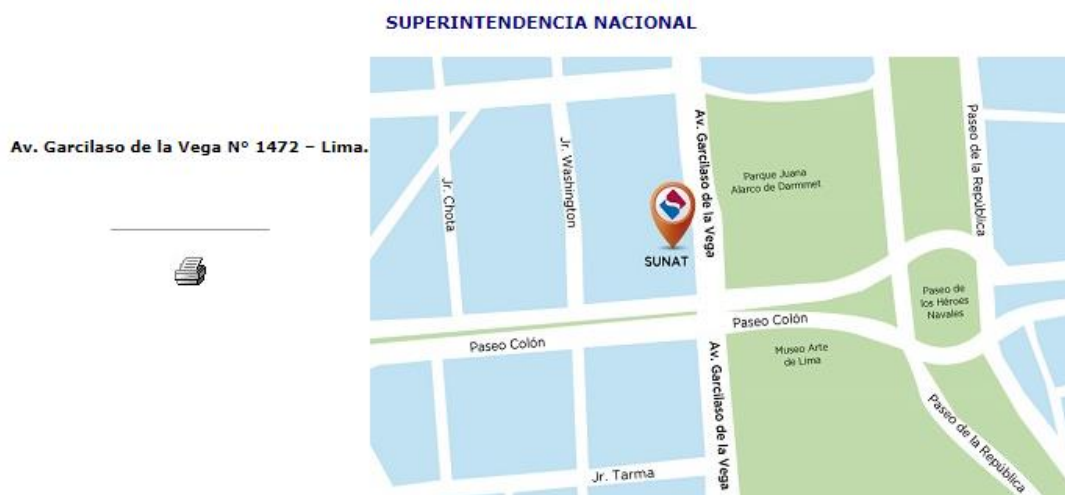 SUPERINTENDENCIA NACIONAL
Av. Garcilaso de la Vega Nº 1472 – Lima.
Jr. Chota
Jr. Washington
Av. Garcilaso de la Vega
Parque Juana
Alarco de Darmmet
Paseo de la República
SUNAT
Paseo de
los Héroes
Navales
Paseo Colón
Paseo Colón
Museo Arte
de Lima
Av. Garcilaso de la Vega
Paseo de la República
Jr. Tarma